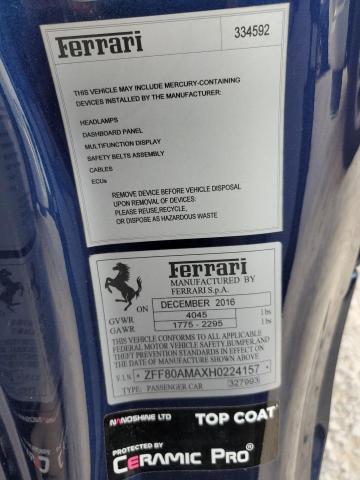 Ferrari
334592
THIS VEHICLE MAY INCLUDE MERCURY-CONTAINING
DEVICES INSTALLED BY THE MANUFACTURER:
HEADLAMPS
DASHBOARD PANEL
MULTIFUNCTION DISPLAY
SAFETY BELTS ASSEMBLY
CABLES
ECUs
REMOVE DEVICE BEFORE VEHICLE DISPOSAL
UPON REMOVAL OF DEVICES:
PLEASE REUSE,RECYCLE
OR DISPOSE AS HAZARDOUS WASTE
Ferrari
MANUFACTURED BY
FERRARI S.p.A.
ON DECEMBER 2016
GVWR 4045 lbs
GAWR 1775 - 2295 lbs
THIS VEHICLE CONFORMS TO ALL APPLICABLE
FEDERAL MOTOR VEHICLE SAFETY,BUMPER,AND
THEFT PREVENTION STANDARDS IN EFFECT ON
THE DATE OF MANUFACTURE SHOWN ABOVE
V.I.N. * ZFF80AMAXH0224157 *
TYPE: PASSENGER CAR 327993
NANOSHINE LTD TOP COAT
PROTECTED BY
CERAMIC PRO®